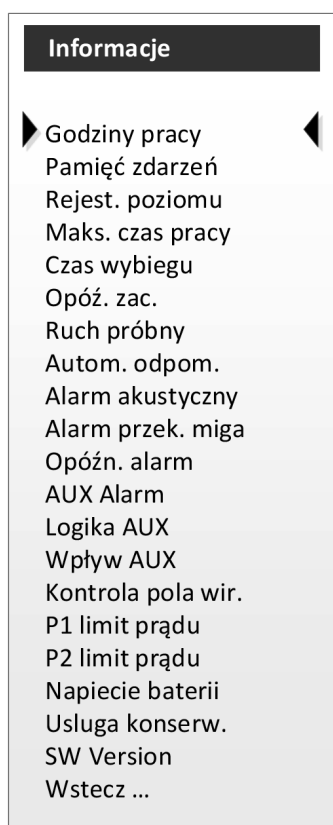 Informacje
Godziny pracy
Pamięć zdarzeń
Rejest. poziomu
Maks. czas pracy
Czas wybiegu
Opóź. zac.
Ruch próbny
Autom. odpom.
Alarm akustyczny
Alarm przek. miga
Opóźn. alarm
AUX Alarm
Logika AUX
Wpływ AUX
Kontrola pola wir.
P1 limit prądu
P2 limit prądu
Napiecie baterii
Usluga konserw.
SW Version
Wstecz ...